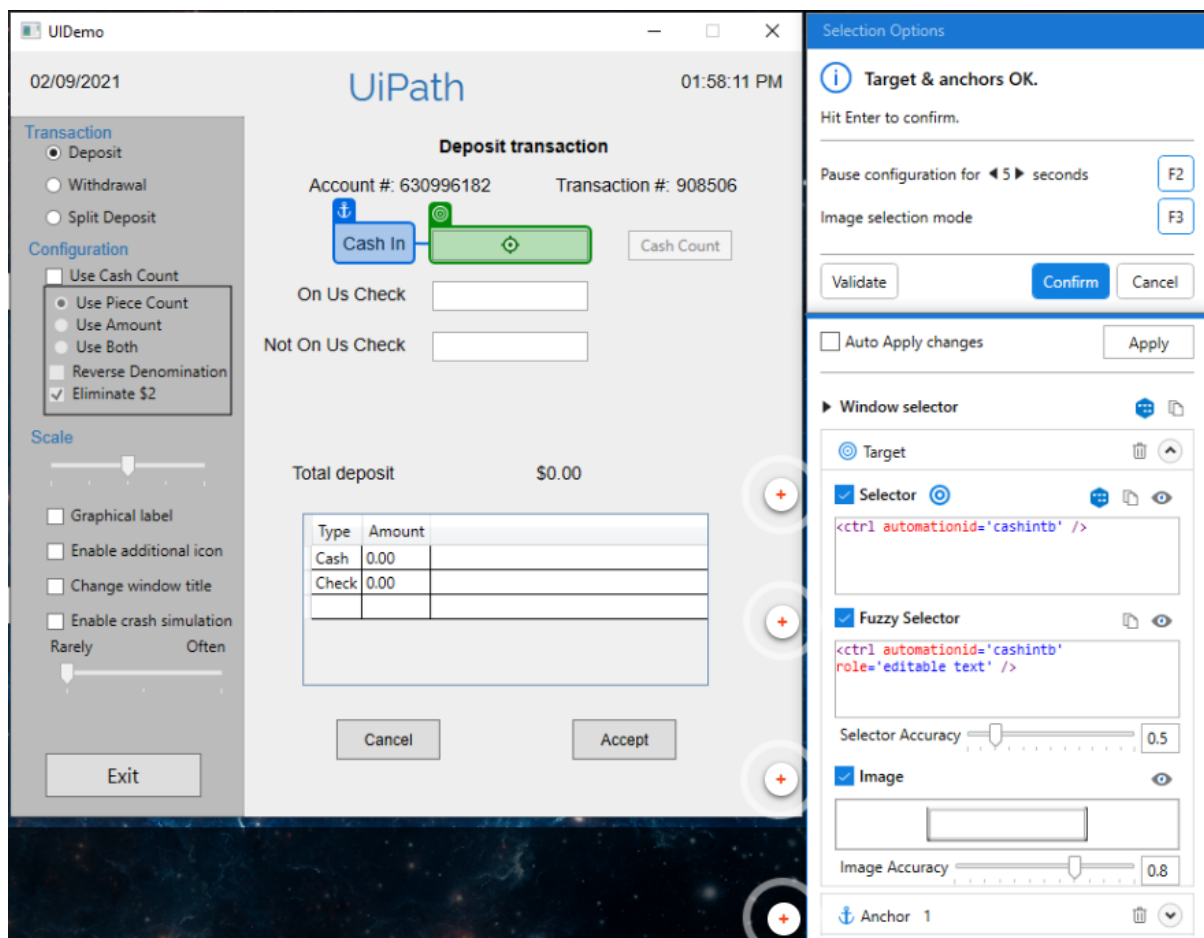 UIDemo
02/09/2021
UiPath
01:58:11 PM
Transaction
Deposit
Withdrawal
Split Deposit
Configuration
Use Cash Count
Use Piece Count
Use Amount
Use Both
Reverse Denomination
Eliminate $2
Scale
Graphical label
Enable additional icon
Change window title
Enable crash simulation
Rarely Often
Exit
Deposit transaction
Account #: 630996182 Transaction #: 908506
Cash In
Cash Count
On Us Check
Not On Us Check
Total deposit $0.00
Type Amount
Cash 0.00
Check 0.00
Cancel Accept
Selection Options
Target & anchors OK.
Hit Enter to confirm.
Pause configuration for 5 seconds F2
Image selection mode F3
Validate Confirm Cancel
Auto Apply changes Apply
Window selector
Target
Selector
<ctrl automationid='cashintb' />
Fuzzy Selector
<ctrl automationid='cashintb'
role='editable text' />
Selector Accuracy 0.5
Image
Image Accuracy 0.8
Anchor 1